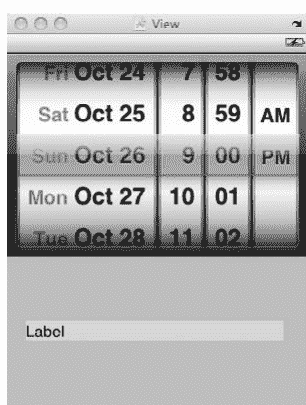 View
Fri Oct 24 7 58
Sat Oct 25 8 59 AM
Sun Oct 26 9 00 PM
Mon Oct 27 10 01
Tue Oct 28 11 02
Label